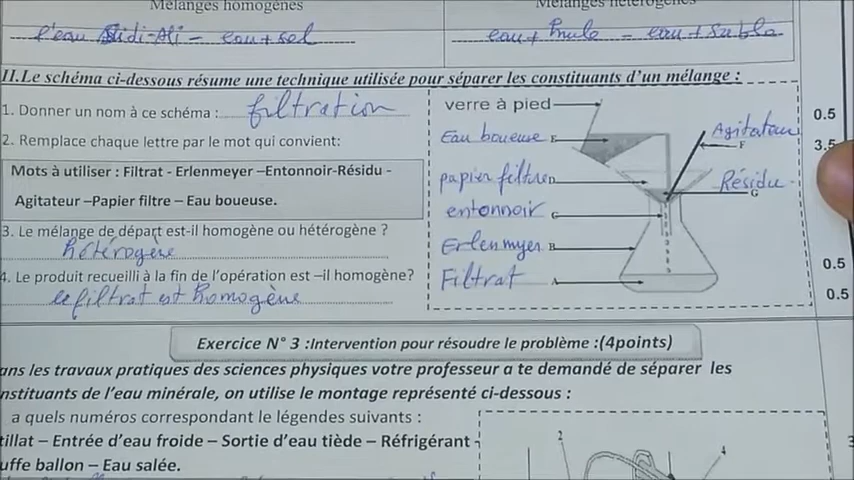 Mélanges homogènes
Mélanges hétérogènes
l'eau Sidi-Ali - eau + sel
eau + huile - eau + sable
II.Le schéma ci-dessous résume une technique utilisée pour séparer les constituants d'un mélange :
1. Donner un nom à ce schéma : filtration
2. Remplace chaque lettre par le mot qui convient:
Mots à utiliser : Filtrat - Erlenmeyer –Entonnoir-Résidu -
Agitateur –Papier filtre – Eau boueuse.
3. Le mélange de départ est-il homogène ou hétérogène ?
hétérogène
4. Le produit recueilli à la fin de l'opération est –il homogène?
le filtrat est homogène
verre à pied
Eau boueuse E
Agitateur
F
papier filtre D
Résidu
G
entonnoir C
Erlenmyer B
Filtrat A
0.5
3.5
0.5
0.5
Exercice N° 3 :Intervention pour résoudre le problème :(4points)
ans les travaux pratiques des sciences physiques votre professeur a te demandé de séparer les
nstituants de l'eau minérale, on utilise le montage représenté ci-dessous :
a quels numéros correspondant le légendes suivants :
tillat – Entrée d'eau froide – Sortie d'eau tiède – Réfrigérant -
uffe ballon – Eau salée.
2
4
3